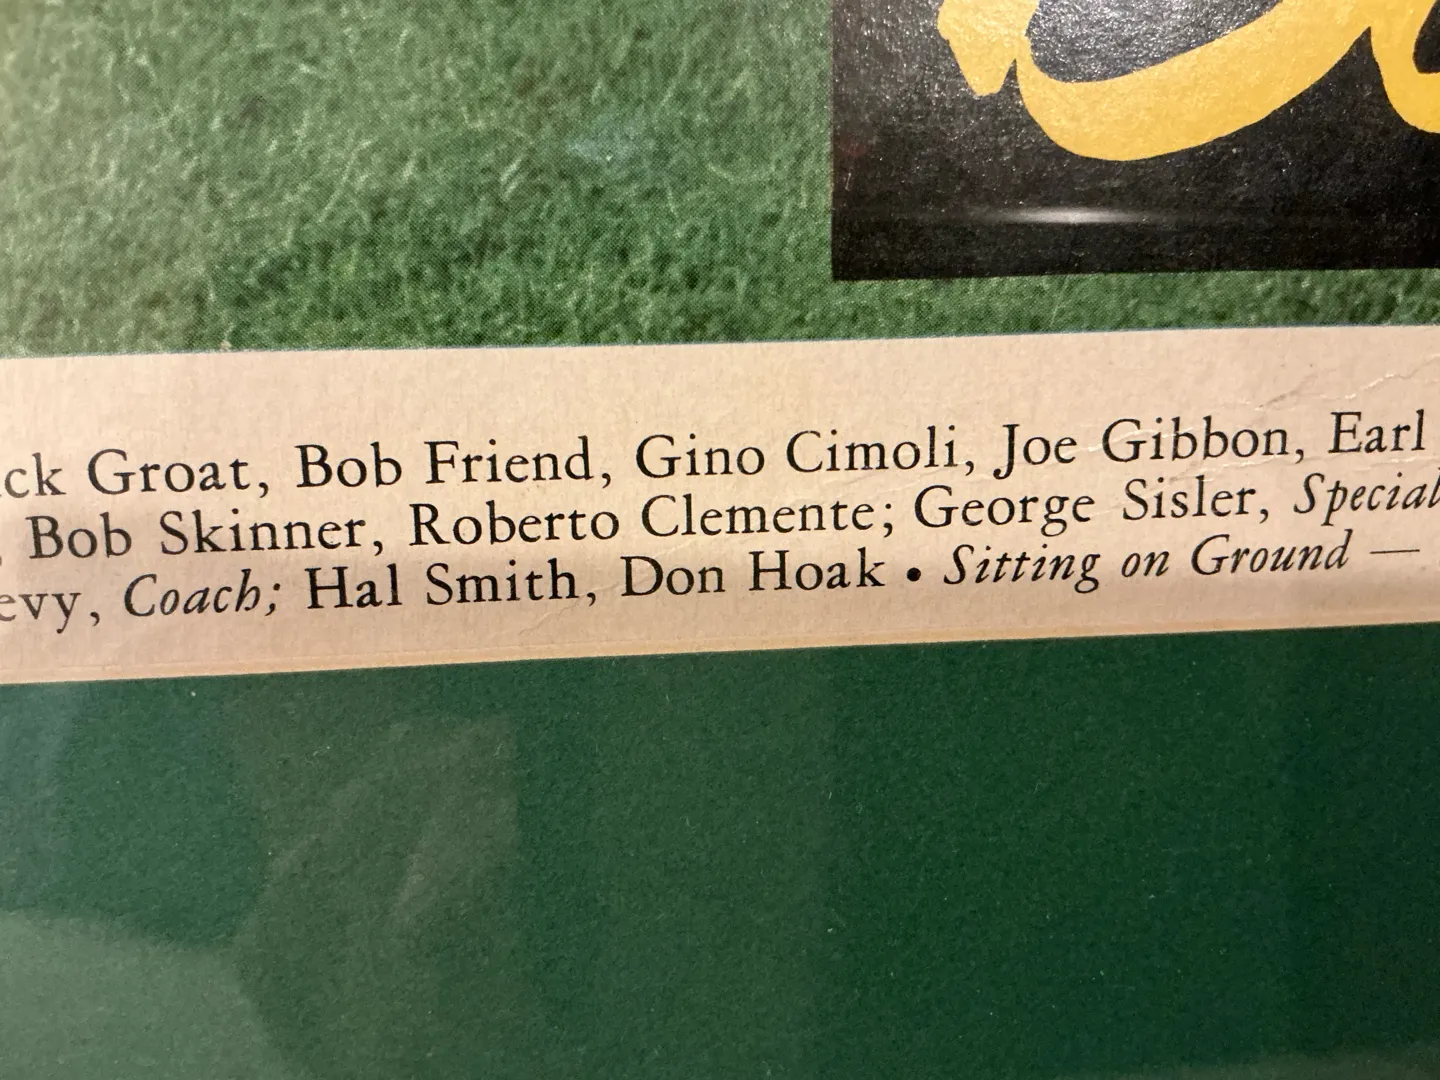 ck Groat, Bob Friend, Gino Cimoli, Joe Gibbon, Earl
, Bob Skinner, Roberto Clemente; George Sisler, Special
evy, Coach; Hal Smith, Don Hoak • Sitting on Ground —